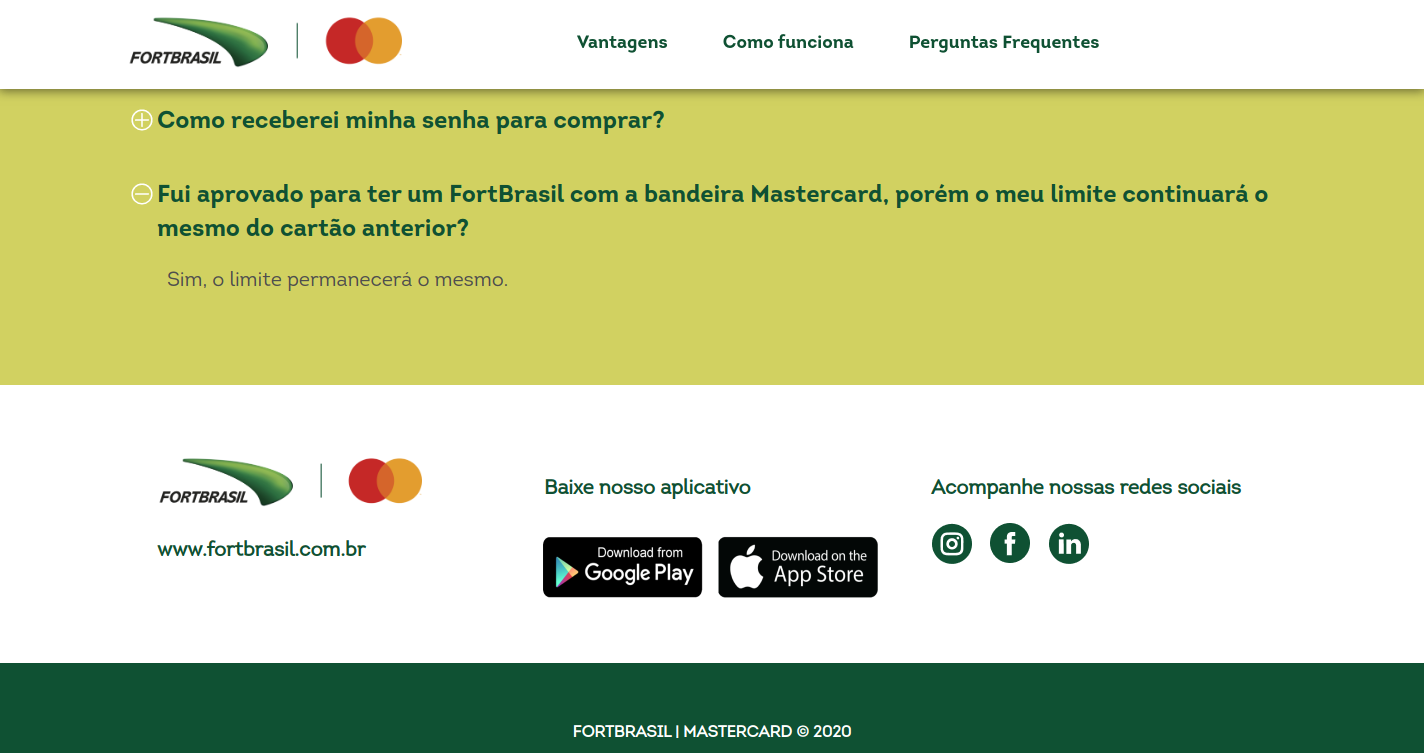 FORTBRASIL
Vantagens
Como funciona
Perguntas Frequentes
Como receberei minha senha para comprar?
Fui aprovado para ter um FortBrasil com a bandeira Mastercard, porém o meu limite continuará o
mesmo do cartão anterior?
Sim, o limite permanecerá o mesmo.
FORTBRASIL
www.fortbrasil.com.br
Baixe nosso aplicativo
Download from
Google Play
Download on the
App Store
Acompanhe nossas redes sociais
f
in
FORTBRASIL | MASTERCARD © 2020